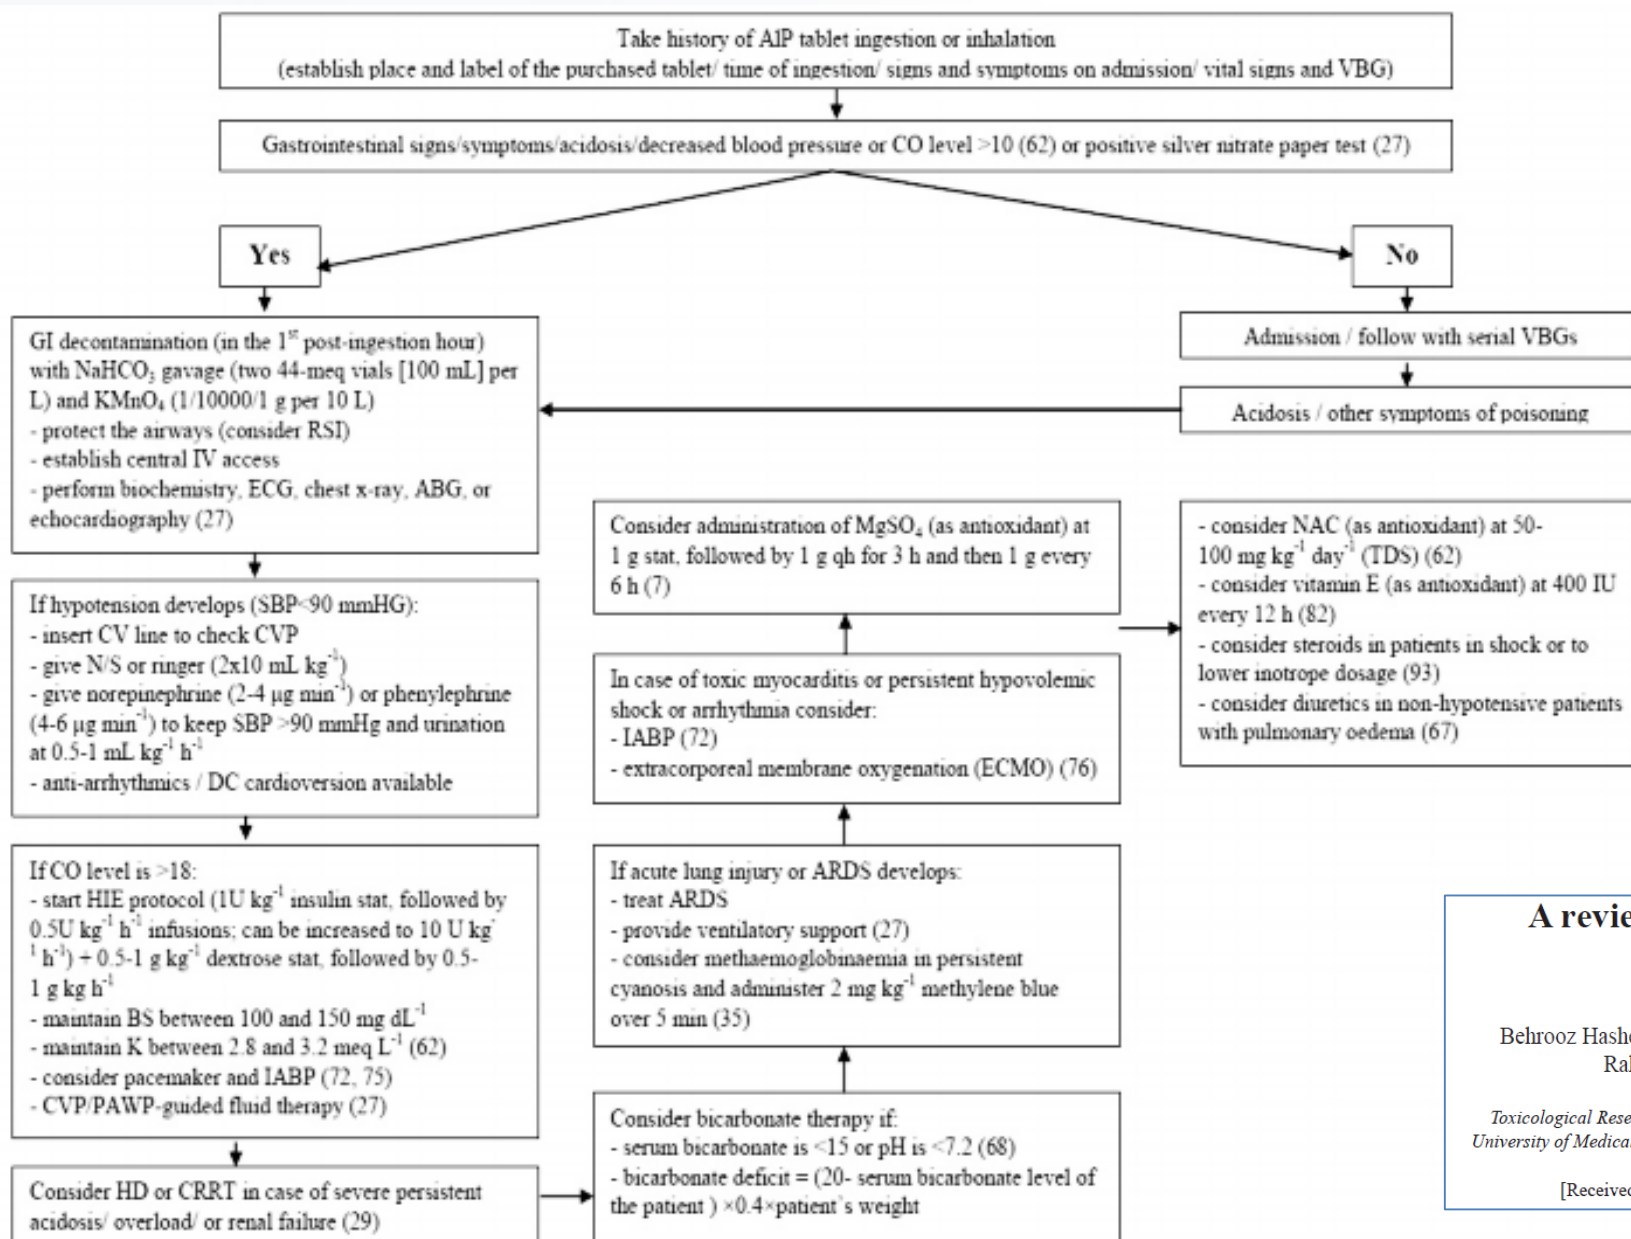 Take history of AlP tablet ingestion or inhalation
(establish place and label of the purchased tablet/ time of ingestion/ signs and symptoms on admission/ vital signs and VBG)
Gastrointestinal signs/symptoms/acidosis/decreased blood pressure or CO level >10 (62) or positive silver nitrate paper test (27)
Yes
No
GI decontamination (in the 1st post-ingestion hour)
with NaHCO3 gavage (two 44-meq vials [100 mL] per
L) and KMnO4 (1/10000/1 g per 10 L)
- protect the airways (consider RSI)
- establish central IV access
- perform biochemistry, ECG, chest x-ray, ABG, or
echocardiography (27)
Admission / follow with serial VBGs
Acidosis / other symptoms of poisoning
If hypotension develops (SBP<90 mmHG):
- insert CV line to check CVP
- give N/S or ringer (2x10 mL kg-1)
- give norepinephrine (2-4 µg min-1) or phenylephrine
(4-6 µg min-1) to keep SBP >90 mmHg and urination
at 0.5-1 mL kg-1 h-1
- anti-arrhythmics / DC cardioversion available
If CO level is >18:
- start HIE protocol (1U kg-1 insulin stat, followed by
0.5U kg-1 h-1 infusions; can be increased to 10 U kg-
1 h-1) + 0.5-1 g kg-1 dextrose stat, followed by 0.5-
1 g kg h-1
- maintain BS between 100 and 150 mg dL-1
- maintain K between 2.8 and 3.2 meq L-1 (62)
- consider pacemaker and IABP (72, 75)
- CVP/PAWP-guided fluid therapy (27)
Consider HD or CRRT in case of severe persistent
acidosis/ overload/ or renal failure (29)
Consider bicarbonate therapy if:
- serum bicarbonate is <15 or pH is <7.2 (68)
- bicarbonate deficit = (20- serum bicarbonate level of
the patient ) ×0.4×patient`s weight
If acute lung injury or ARDS develops:
- treat ARDS
- provide ventilatory support (27)
- consider methaemoglobinaemia in persistent
cyanosis and administer 2 mg kg-1 methylene blue
over 5 min (35)
In case of toxic myocarditis or persistent hypovolemic
shock or arrhythmia consider:
- IABP (72)
- extracorporeal membrane oxygenation (ECMO) (76)
Consider administration of MgSO4 (as antioxidant) at
1 g stat, followed by 1 g qh for 3 h and then 1 g every
6 h (7)
- consider NAC (as antioxidant) at 50-
100 mg kg-1 day-1 (TDS) (62)
- consider vitamin E (as antioxidant) at 400 IU
every 12 h (82)
- consider steroids in patients in shock or to
lower inotrope dosage (93)
- consider diuretics in non-hypotensive patients
with pulmonary oedema (67)
A revie
Behrooz Hash
Ral
Toxicological Rese
University of Medica
[Received